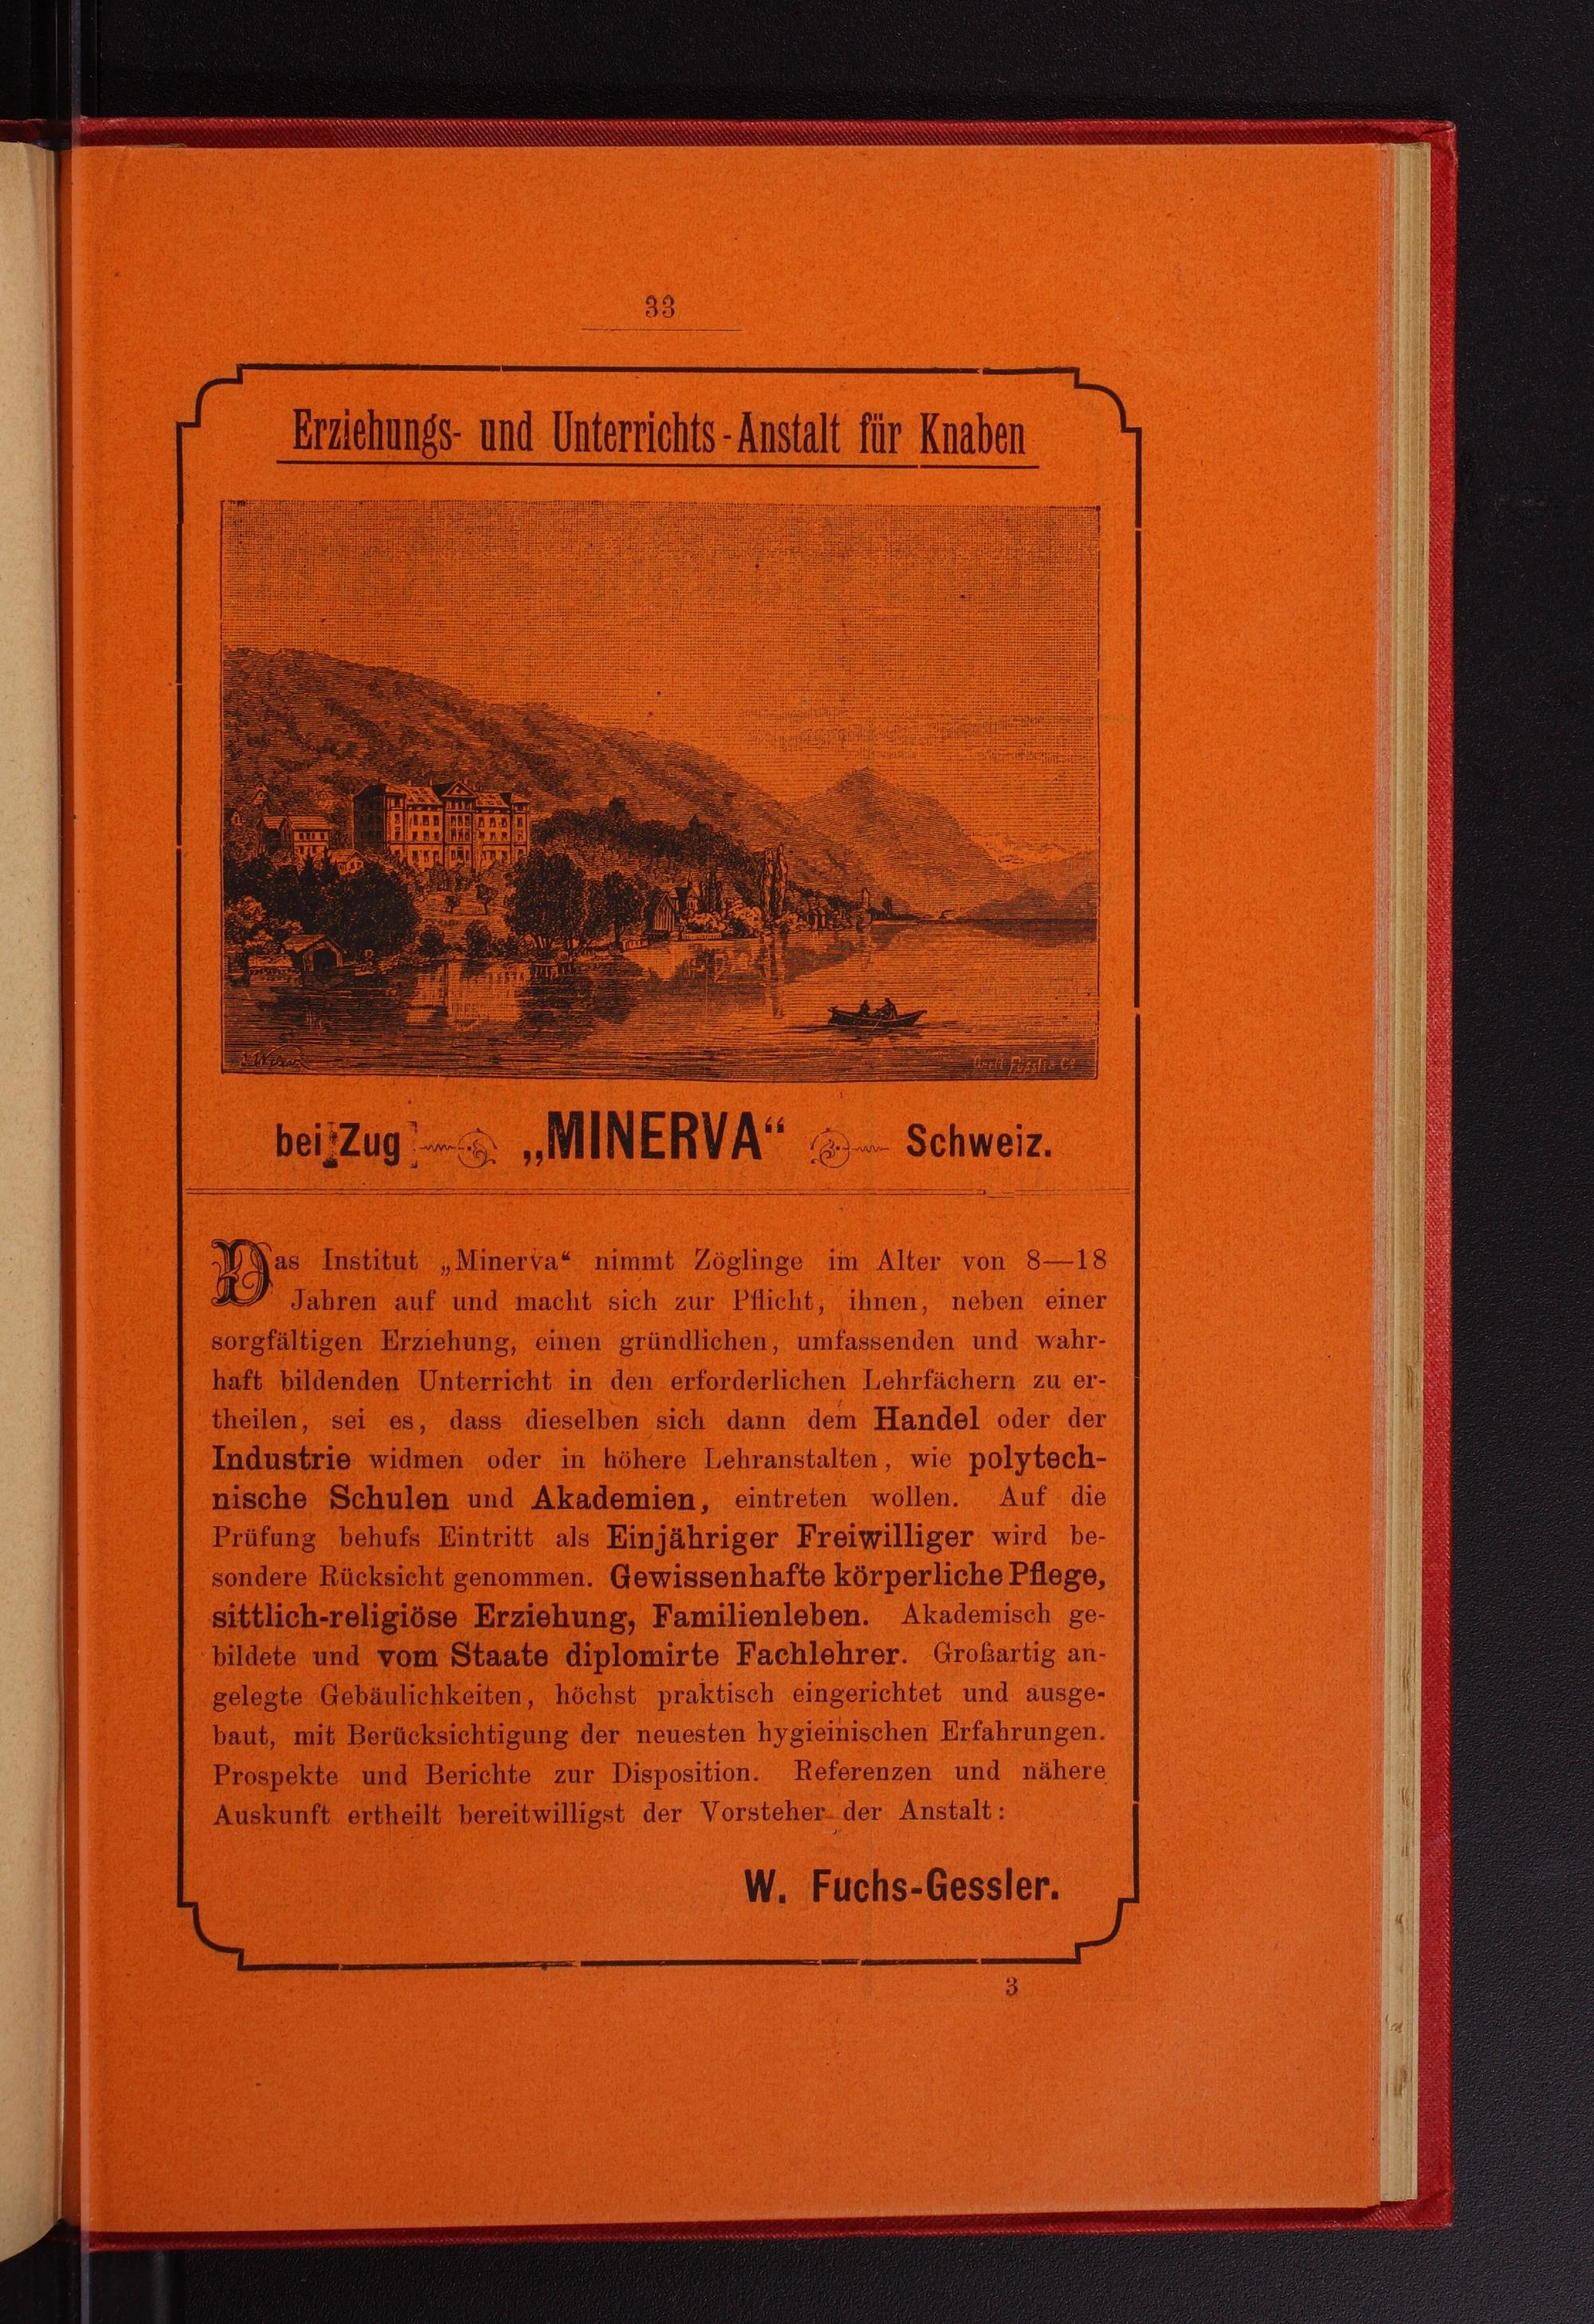 33
Erziehungs- und Unterrichts-Anstalt für Knaben
bei Zug „MINERVA“ Schweiz.
Das Institut „Minerva“ nimmt Zöglinge im Alter von 8—18
Jahren auf und macht sich zur Pflicht, ihnen, neben einer
sorgfältigen Erziehung, einen gründlichen, umfassenden und wahr-
haft bildenden Unterricht in den erforderlichen Lehrfächern zu er-
theilen, sei es, dass dieselben sich dann dem Handel oder der
Industrie widmen oder in höhere Lehranstalten, wie polytech-
nische Schulen und Akademien, eintreten wollen. Auf die
Prüfung behufs Eintritt als Einjähriger Freiwilliger wird be-
sondere Rücksicht genommen. Gewissenhafte körperliche Pflege,
sittlich-religiöse Erziehung, Familienleben. Akademisch ge-
bildete und vom Staate diplomirte Fachlehrer. Großartig an-
gelegte Gebäulichkeiten, höchst praktisch eingerichtet und ausge-
baut, mit Berücksichtigung der neuesten hygieinischen Erfahrungen.
Prospekte und Berichte zur Disposition. Referenzen und nähere
Auskunft ertheilt bereitwilligst der Vorsteher der Anstalt:
W. Fuchs-Gessler.
3